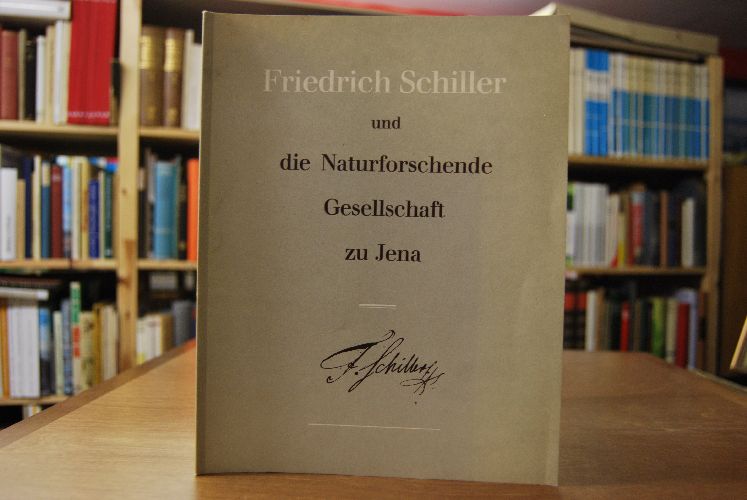 Friedrich Schiller
und
die Naturforschende
Gesellschaft
zu Jena
F. Schiller